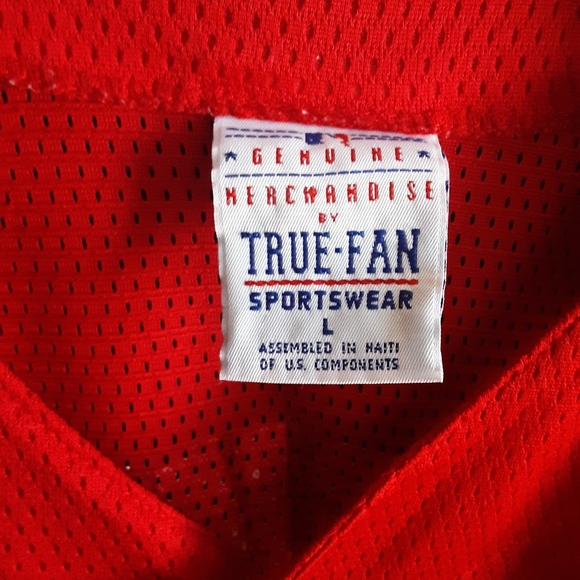 GENUINE
MERCHANDISE
BY
TRUE-FAN
SPORTSWEAR
L
ASSEMBLED IN HAITI
OF U.S. COMPONENTS